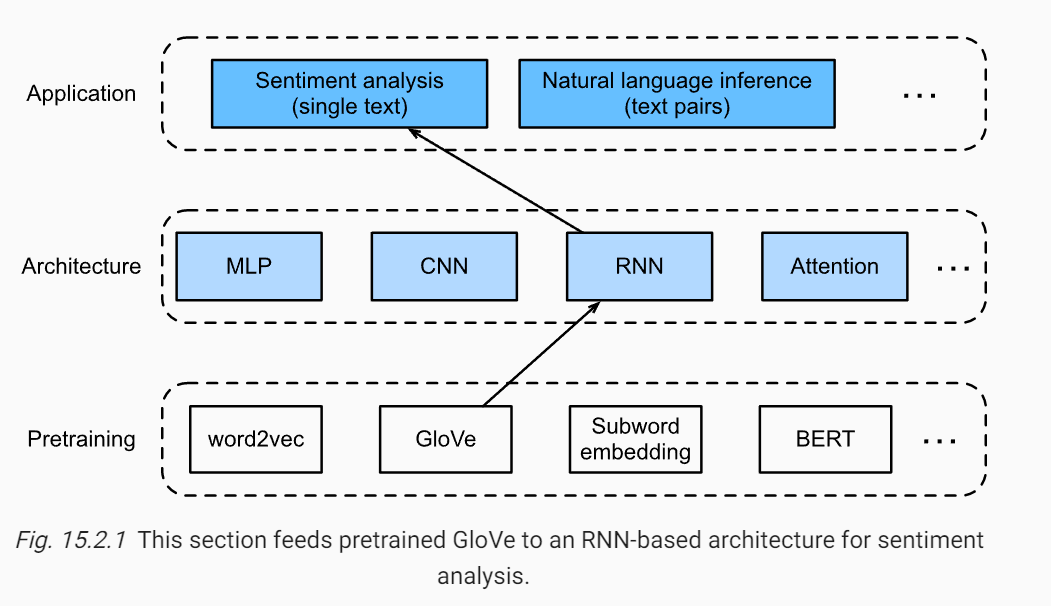 Application
Sentiment analysis
(single text)
Natural language inference
(text pairs)
...
Architecture
MLP
CNN
RNN
Attention
...
Pretraining
word2vec
GloVe
Subword
embedding
BERT
...
Fig. 15.2.1 This section feeds pretrained GloVe to an RNN-based architecture for sentiment
analysis.